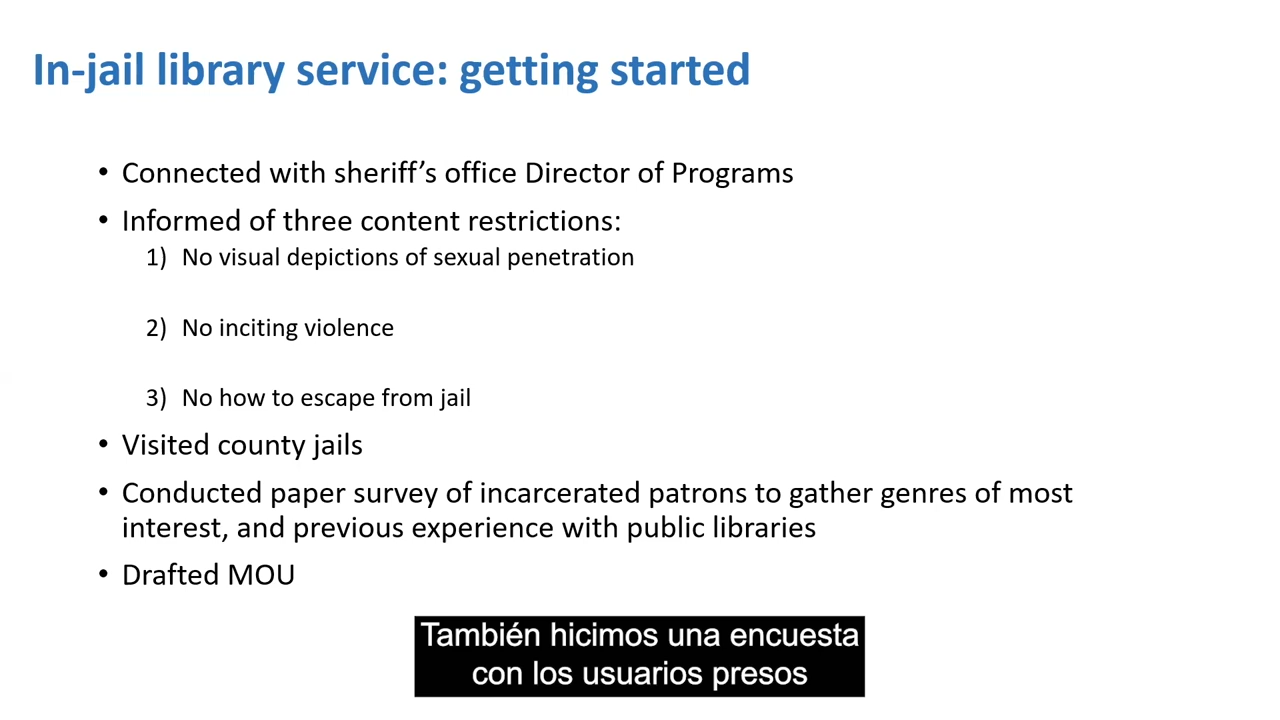 In-jail library service: getting started
• Connected with sheriff’s office Director of Programs
• Informed of three content restrictions:
1) No visual depictions of sexual penetration
2) No inciting violence
3) No how to escape from jail
• Visited county jails
• Conducted paper survey of incarcerated patrons to gather genres of most
interest, and previous experience with public libraries
• Drafted MOU
También hicimos una encuesta
con los usuarios presos